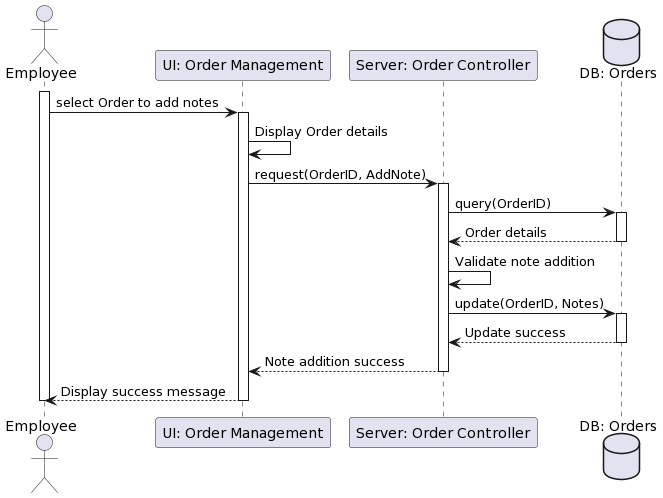 Employee
UI: Order Management
Server: Order Controller
DB: Orders
select Order to add notes
Display Order details
request(OrderID, AddNote)
query(OrderID)
Order details
Validate note addition
update(OrderID, Notes)
Update success
Note addition success
Display success message
Employee
UI: Order Management
Server: Order Controller
DB: Orders